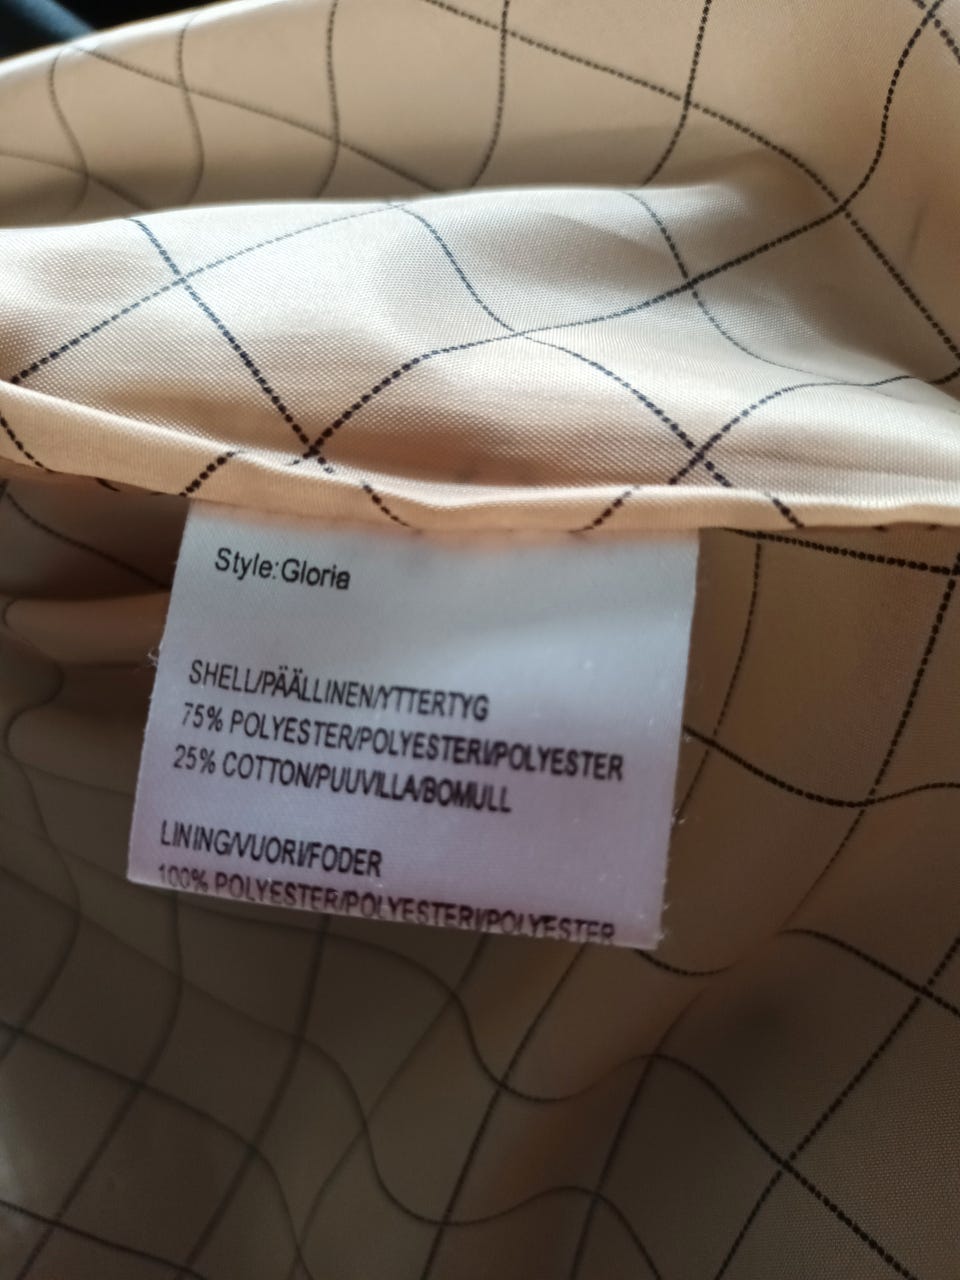 Style:Gloria
SHELL/PÄÄLLINEN/YTTERTYG
75% POLYESTER/POLYESTERI/POLYESTER
25% COTTON/PUUVILLA/BOMULL
LINING/VUORI/FODER
100% POLYESTER/POLYESTERI/POLYESTER